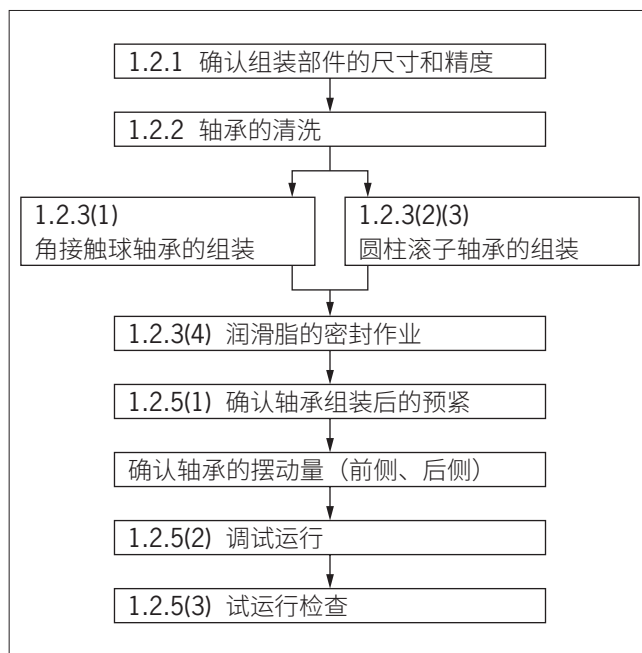 1.2.1 确认组装部件的尺寸和精度
1.2.2 轴承的清洗
1.2.3(1)
角接触球轴承的组装
1.2.3(2)(3)
圆柱滚子轴承的组装
1.2.3(4) 润滑脂的密封作业
1.2.5(1) 确认轴承组装后的预紧
确认轴承的摆动量（前侧、后侧）
1.2.5(2) 调试运行
1.2.5(3) 试运行检查